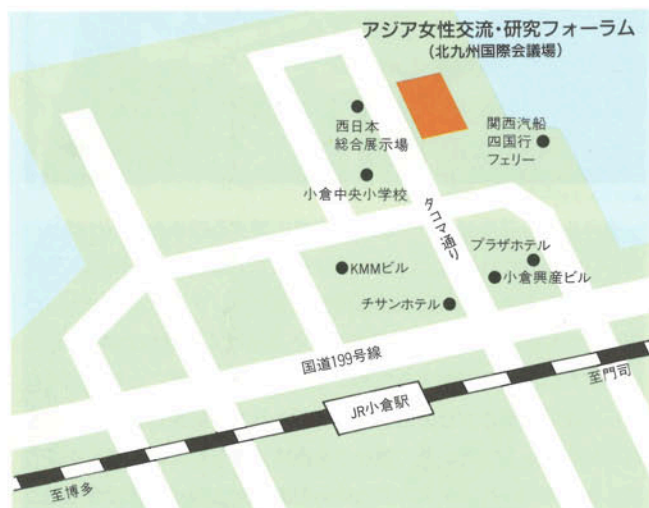 アジア女性交流・研究フォーラム
(北九州国際会議場)
西日本
総合展示場
関西汽船
四国行
フェリー
小倉中央小学校
タコマ通り
プラザホテル
KMMビル
小倉興産ビル
チサンホテル
国道199号線
至門司
JR小倉駅
至博多